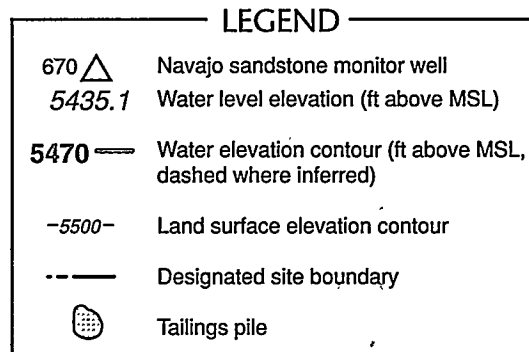 LEGEND
670 Navajo sandstone monitor well
5435.1 Water level elevation (ft above MSL)
5470 Water elevation contour (ft above MSL,
dashed where inferred)
-5500- Land surface elevation contour
Designated site boundary
Tailings pile